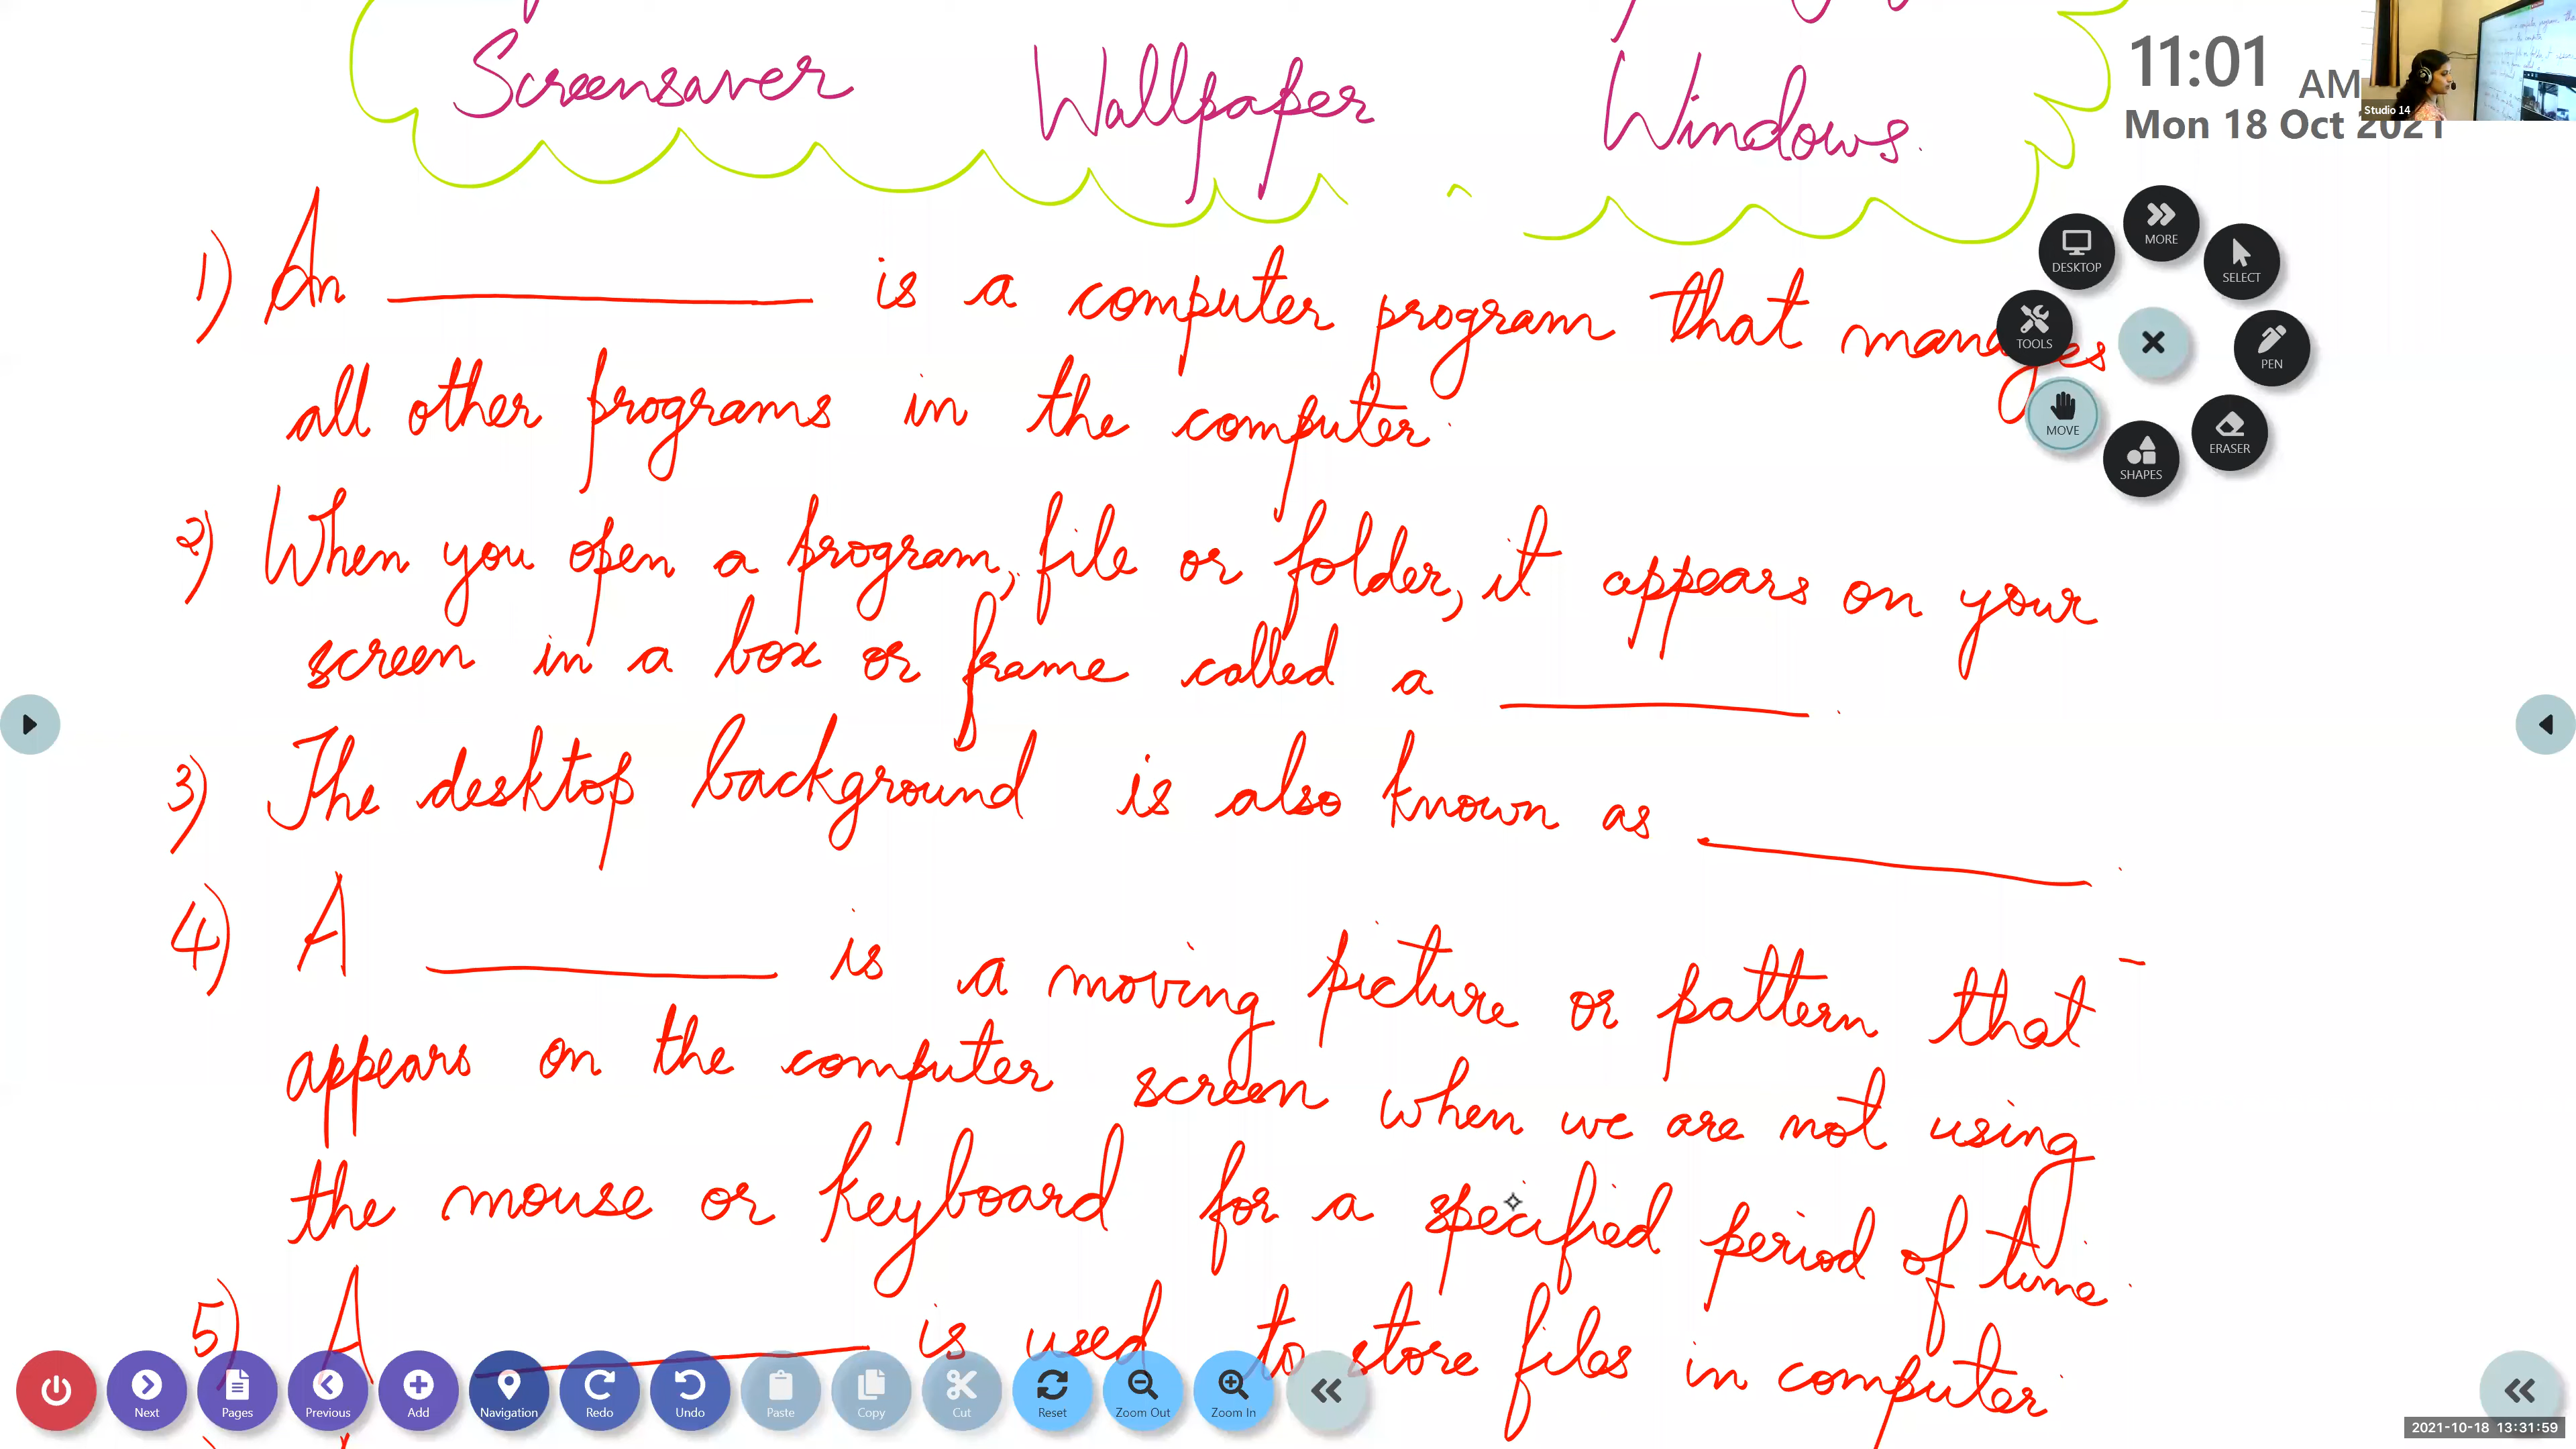 Screensaver Wallpaper Windows.
11:01 AM
Mon 18 Oct 2021
Studio 14
MORE
DESKTOP
SELECT
TOOLS
PEN
MOVE
ERASER
SHAPES
1) An ________ is a computer program that manages
all other programs in the computer.
2) When you open a program, file or folder, it appears on your
screen in a box or frame called a ________.
3) The desktop background is also known as ________.
4) A ________ is a moving picture or pattern that
appears on the computer screen when we are not using
the mouse or keyboard for a specified period of time.
5) A ________ is used to store files in computer
Next Pages Previous Add Navigation Redo Undo Paste Copy Cut Reset Zoom Out Zoom In
2021-10-18 13:31:59